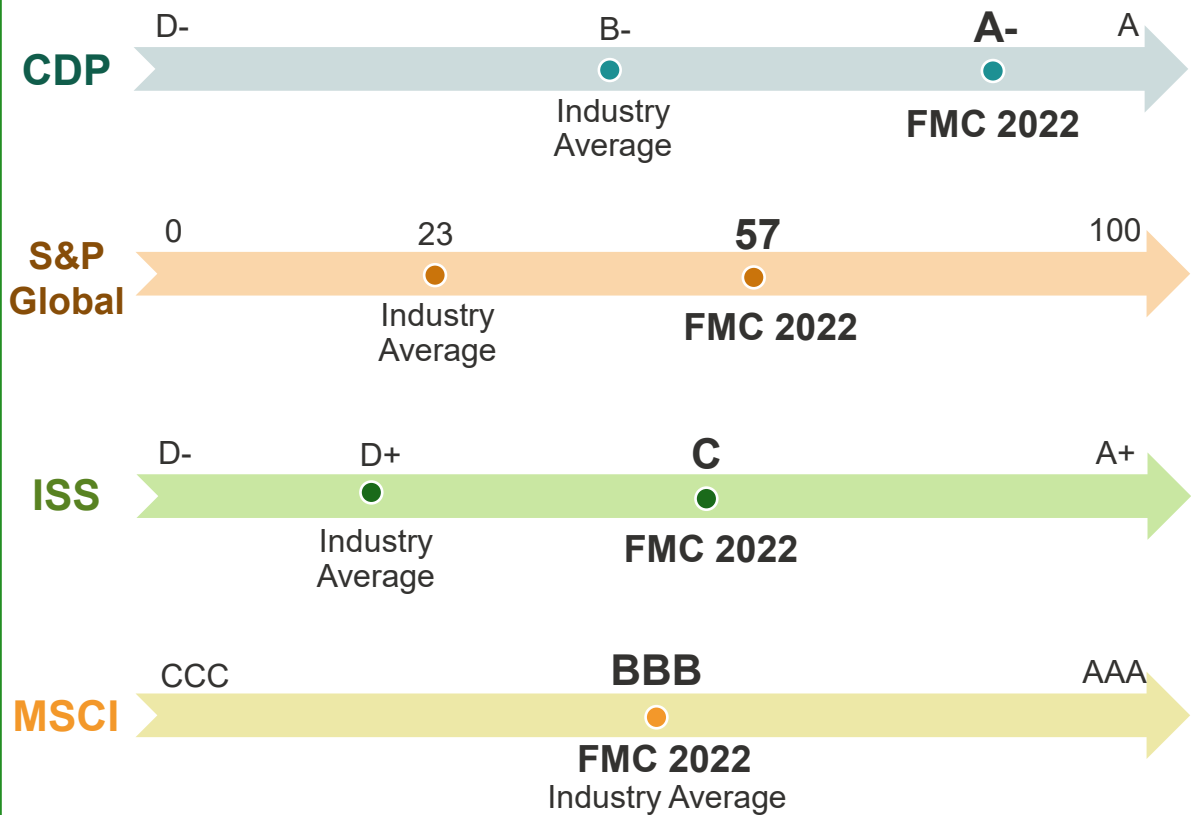 D-
B-
A-
A
CDP
Industry
Average
FMC 2022
0
23
57
100
S&P
Global
Industry
Average
FMC 2022
D-
D+
C
A+
ISS
Industry
Average
FMC 2022
CCC
BBB
AAA
MSCI
FMC 2022
Industry Average